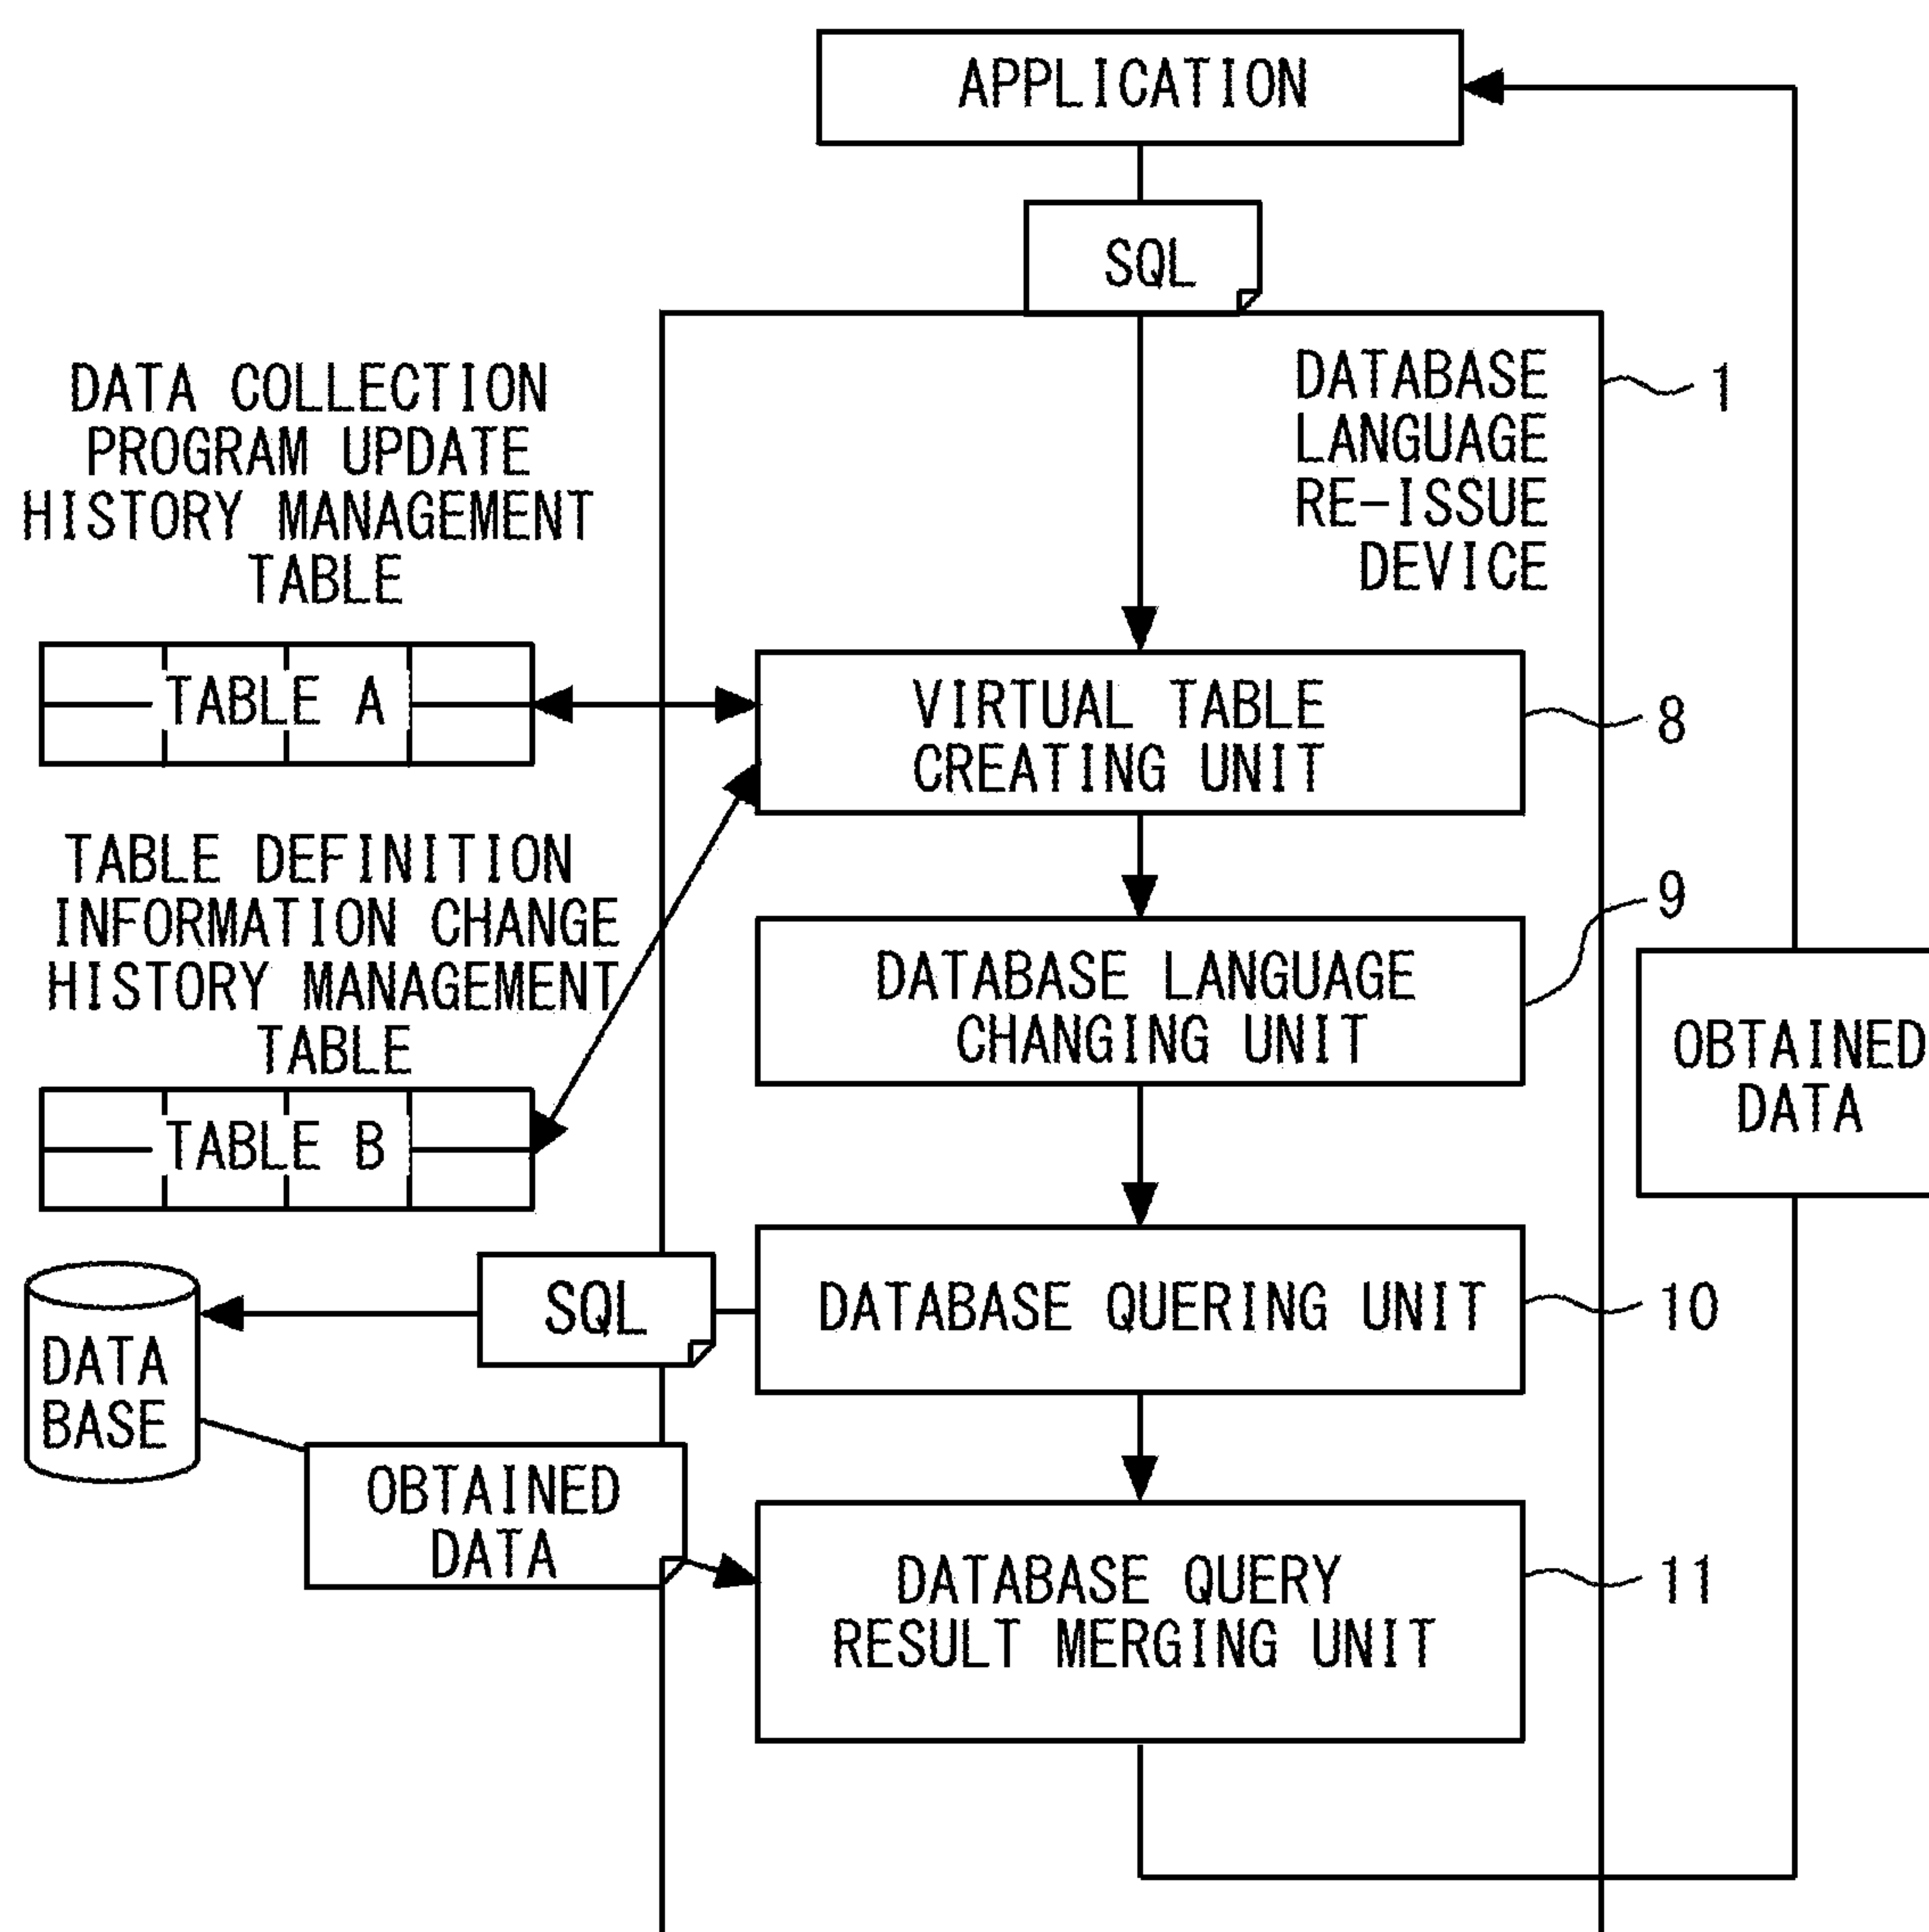 APPLICATION
SQL
DATABASE
LANGUAGE
RE-ISSUE
DEVICE
1
DATA COLLECTION
PROGRAM UPDATE
HISTORY MANAGEMENT
TABLE
TABLE A
VIRTUAL TABLE
CREATING UNIT
8
TABLE DEFINITION
INFORMATION CHANGE
HISTORY MANAGEMENT
TABLE
TABLE B
DATABASE LANGUAGE
CHANGING UNIT
9
OBTAINED
DATA
DATA
BASE
SQL
DATABASE QUERING UNIT
10
OBTAINED
DATA
DATABASE QUERY
RESULT MERGING UNIT
11